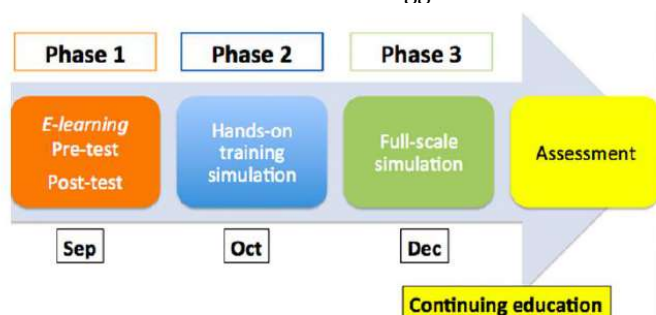 Phase 1
Phase 2
Phase 3
E-learning
Pre-test
Post-test
Hands-on
training
simulation
Full-scale
simulation
Assessment
Sep
Oct
Dec
Continuing education